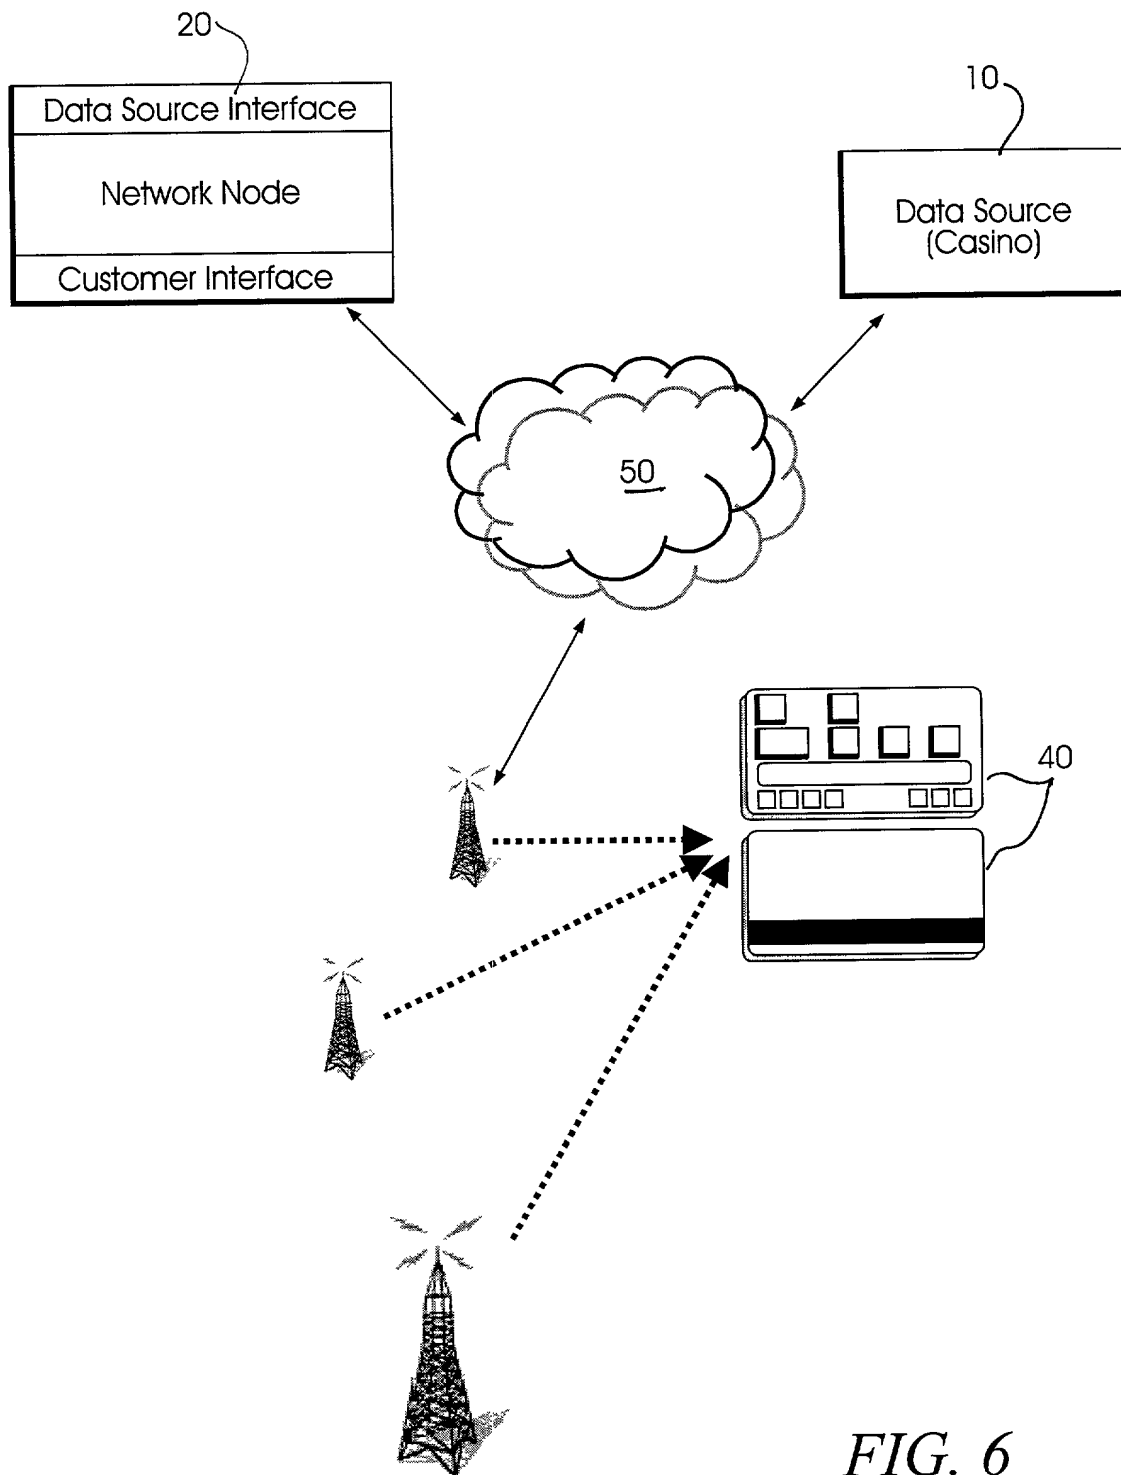 20
Data Source Interface
Network Node
Customer Interface
10
Data Source
(Casino)
50
40
FIG. 6